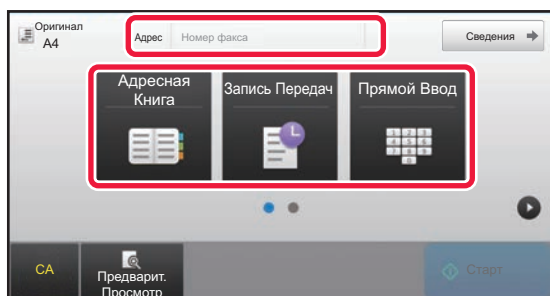 Оригинал
A4
Адрес Номер факса
Сведения
Адресная
Книга
Запись Передач
Прямой Ввод
CA
Предварит.
Просмотр
Старт